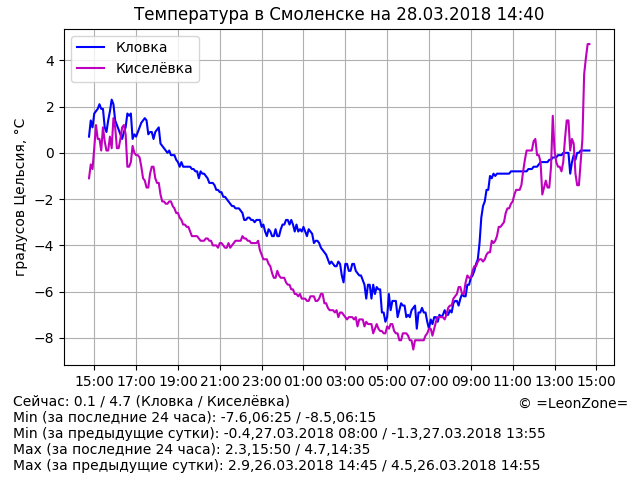 Температура в Смоленске на 28.03.2018 14:40
Кловка
Киселёвка
градусов Цельсия, °C
4
2
0
−2
−4
−6
−8
15:00 17:00 19:00 21:00 23:00 01:00 03:00 05:00 07:00 09:00 11:00 13:00 15:00
Сейчас: 0.1 / 4.7 (Кловка / Киселёвка)
© =LeonZone=
Min (за последние 24 часа): -7.6,06:25 / -8.5,06:15
Min (за предыдущие сутки): -0.4,27.03.2018 08:00 / -1.3,27.03.2018 13:55
Max (за последние 24 часа): 2.3,15:50 / 4.7,14:35
Max (за предыдущие сутки): 2.9,26.03.2018 14:45 / 4.5,26.03.2018 14:55